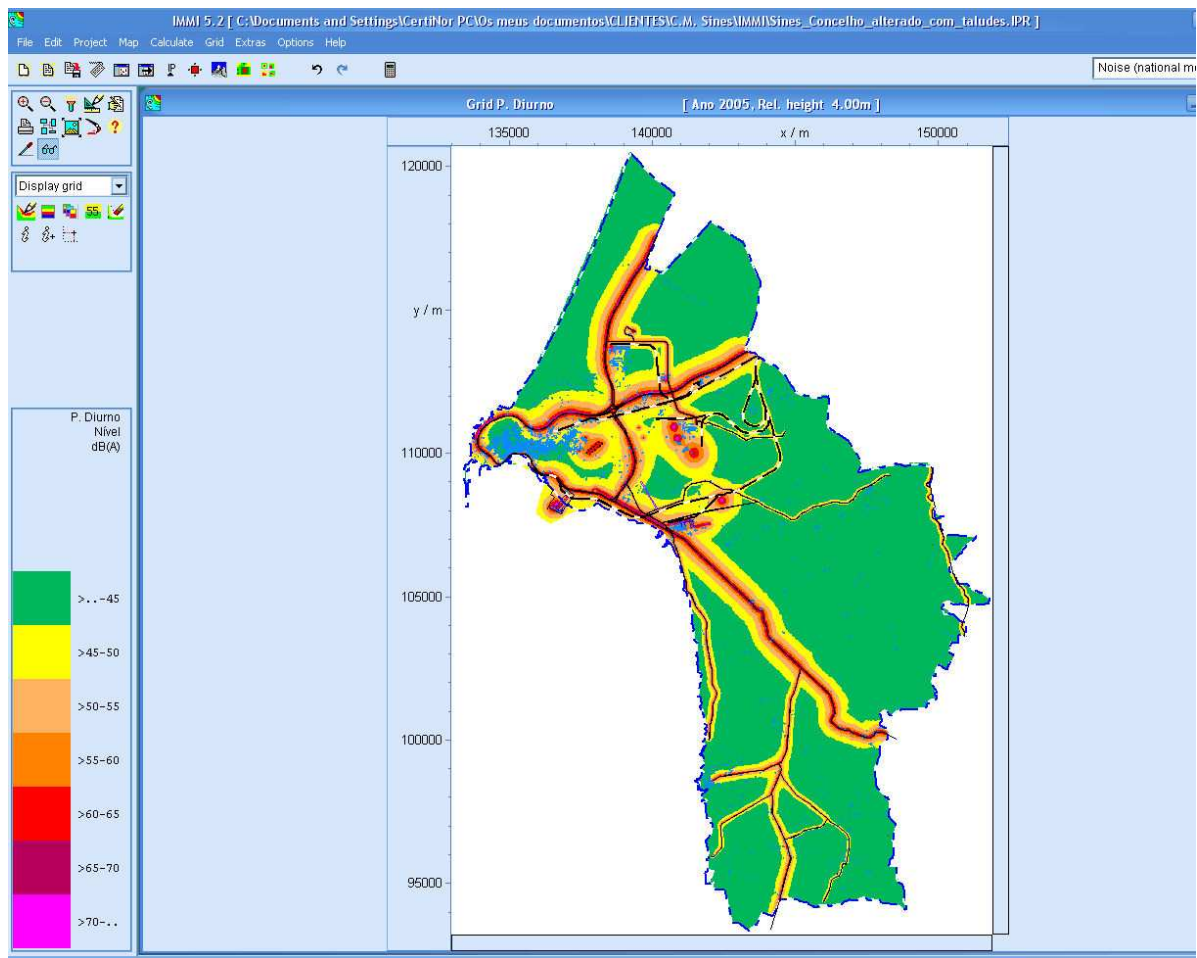 IMMI 5.2 [ C:\Documents and Settings\CertiNor PC\Os meus documentos\CLIENTES\C.M. Sines\IMMI\Sines_Concelho_alterado_com_taludes.IPR ]
File Edit Project Map Calculate Grid Extras Options Help
Noise (national
Display grid
55
Grid P. Diurno [ Ano 2005, Rel. height 4.00m ]
135000 140000 x / m 150000
120000
y / m
110000
105000
100000
95000
P. Diurno
Nível
dB(A)
>..-45
>45-50
>50-55
>55-60
>60-65
>65-70
>70-..